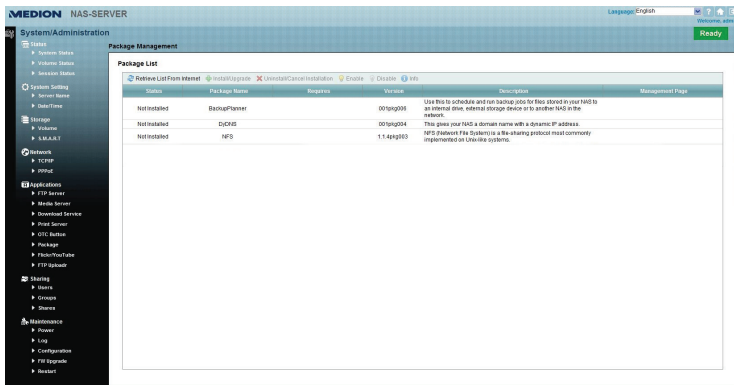 MEDION NAS-SERVER
Language: English
Welcome, adm
System/Administration
Ready
Status
System Status
Volume Status
Session Status
System Setting
Server Name
Date/Time
Storage
Volume
S.M.A.R.T
Network
TCP/IP
PPPoE
Applications
FTP Server
Media Server
Download Service
Print Server
OTC Button
Package
Flickr/YouTube
FTP Uploadr
Sharing
Users
Groups
Shares
Maintenance
Power
Log
Configuration
FW Upgrade
Restart
Package Management
Package List
Retrieve List From Internet Install/Upgrade Uninstall/Cancel Installation Enable Disable Info
Status Package Name Requires Version Description Management Page
Not Installed BackupPlanner 001pkg006 Use this to schedule and run backup jobs for files stored in your NAS to
an internal drive, external storage device or to another NAS in the
network.
Not Installed DyDNS 001pkg004 This gives your NAS a domain name with a dynamic IP address.
Not Installed NFS 1.1.4pkg003 NFS (Network File System) is a file-sharing protocol most commonly
implemented on Unix-like systems.